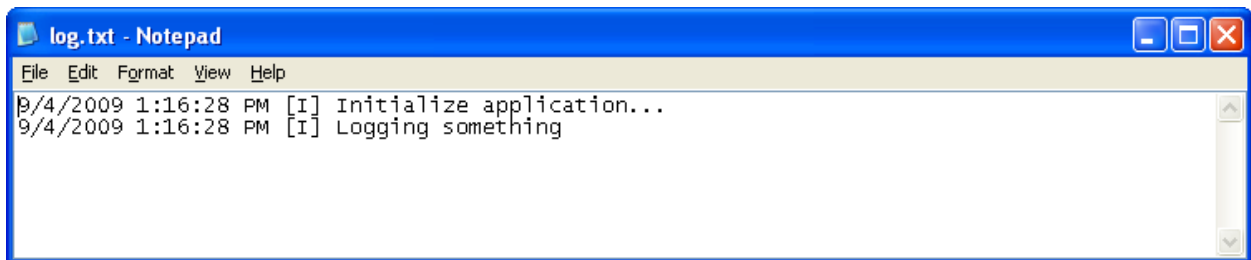 log.txt - Notepad
File Edit Format View Help
9/4/2009 1:16:28 PM [I] Initialize application...
9/4/2009 1:16:28 PM [I] Logging something